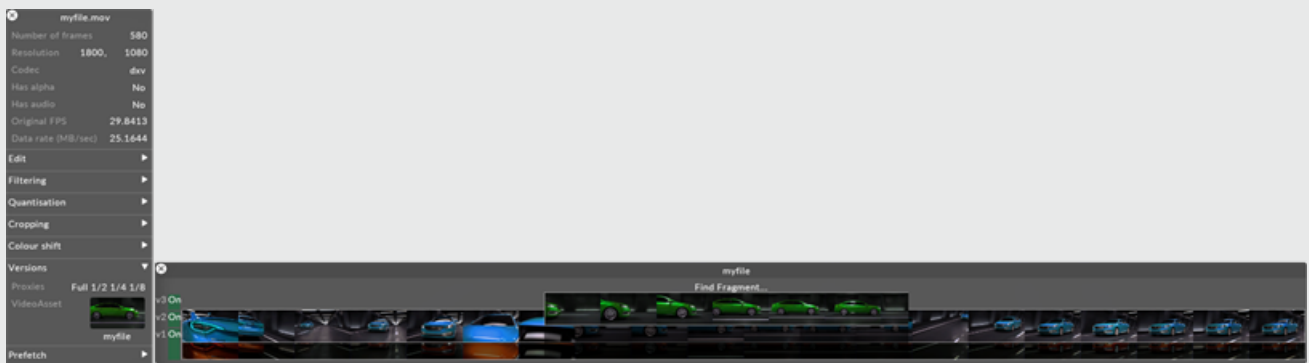 myfile.mov
Number of frames 580
Resolution 1800, 1080
Codec dxv
Has alpha No
Has audio No
Original FPS 29.8413
Data rate (MB/sec) 25.1644
Edit
Filtering
Quantisation
Cropping
Colour shift
Versions
Proxies Full 1/2 1/4 1/8
VideoAsset
myfile
Prefetch
myfile
Find Fragment...
v3 On
v2 On
v1 On